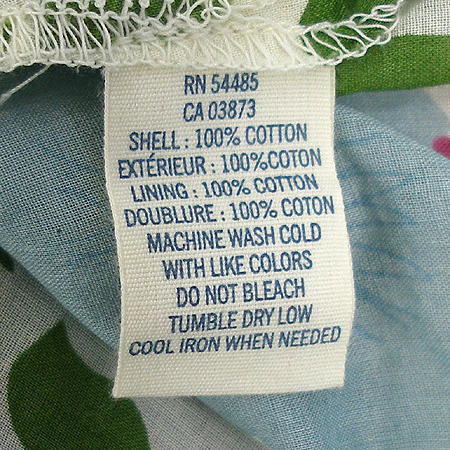 RN 54485
CA 03873
SHELL : 100% COTTON
EXTÉRIEUR : 100%COTON
LINING : 100% COTTON
DOUBLURE : 100% COTON
MACHINE WASH COLD
WITH LIKE COLORS
DO NOT BLEACH
TUMBLE DRY LOW
COOL IRON WHEN NEEDED